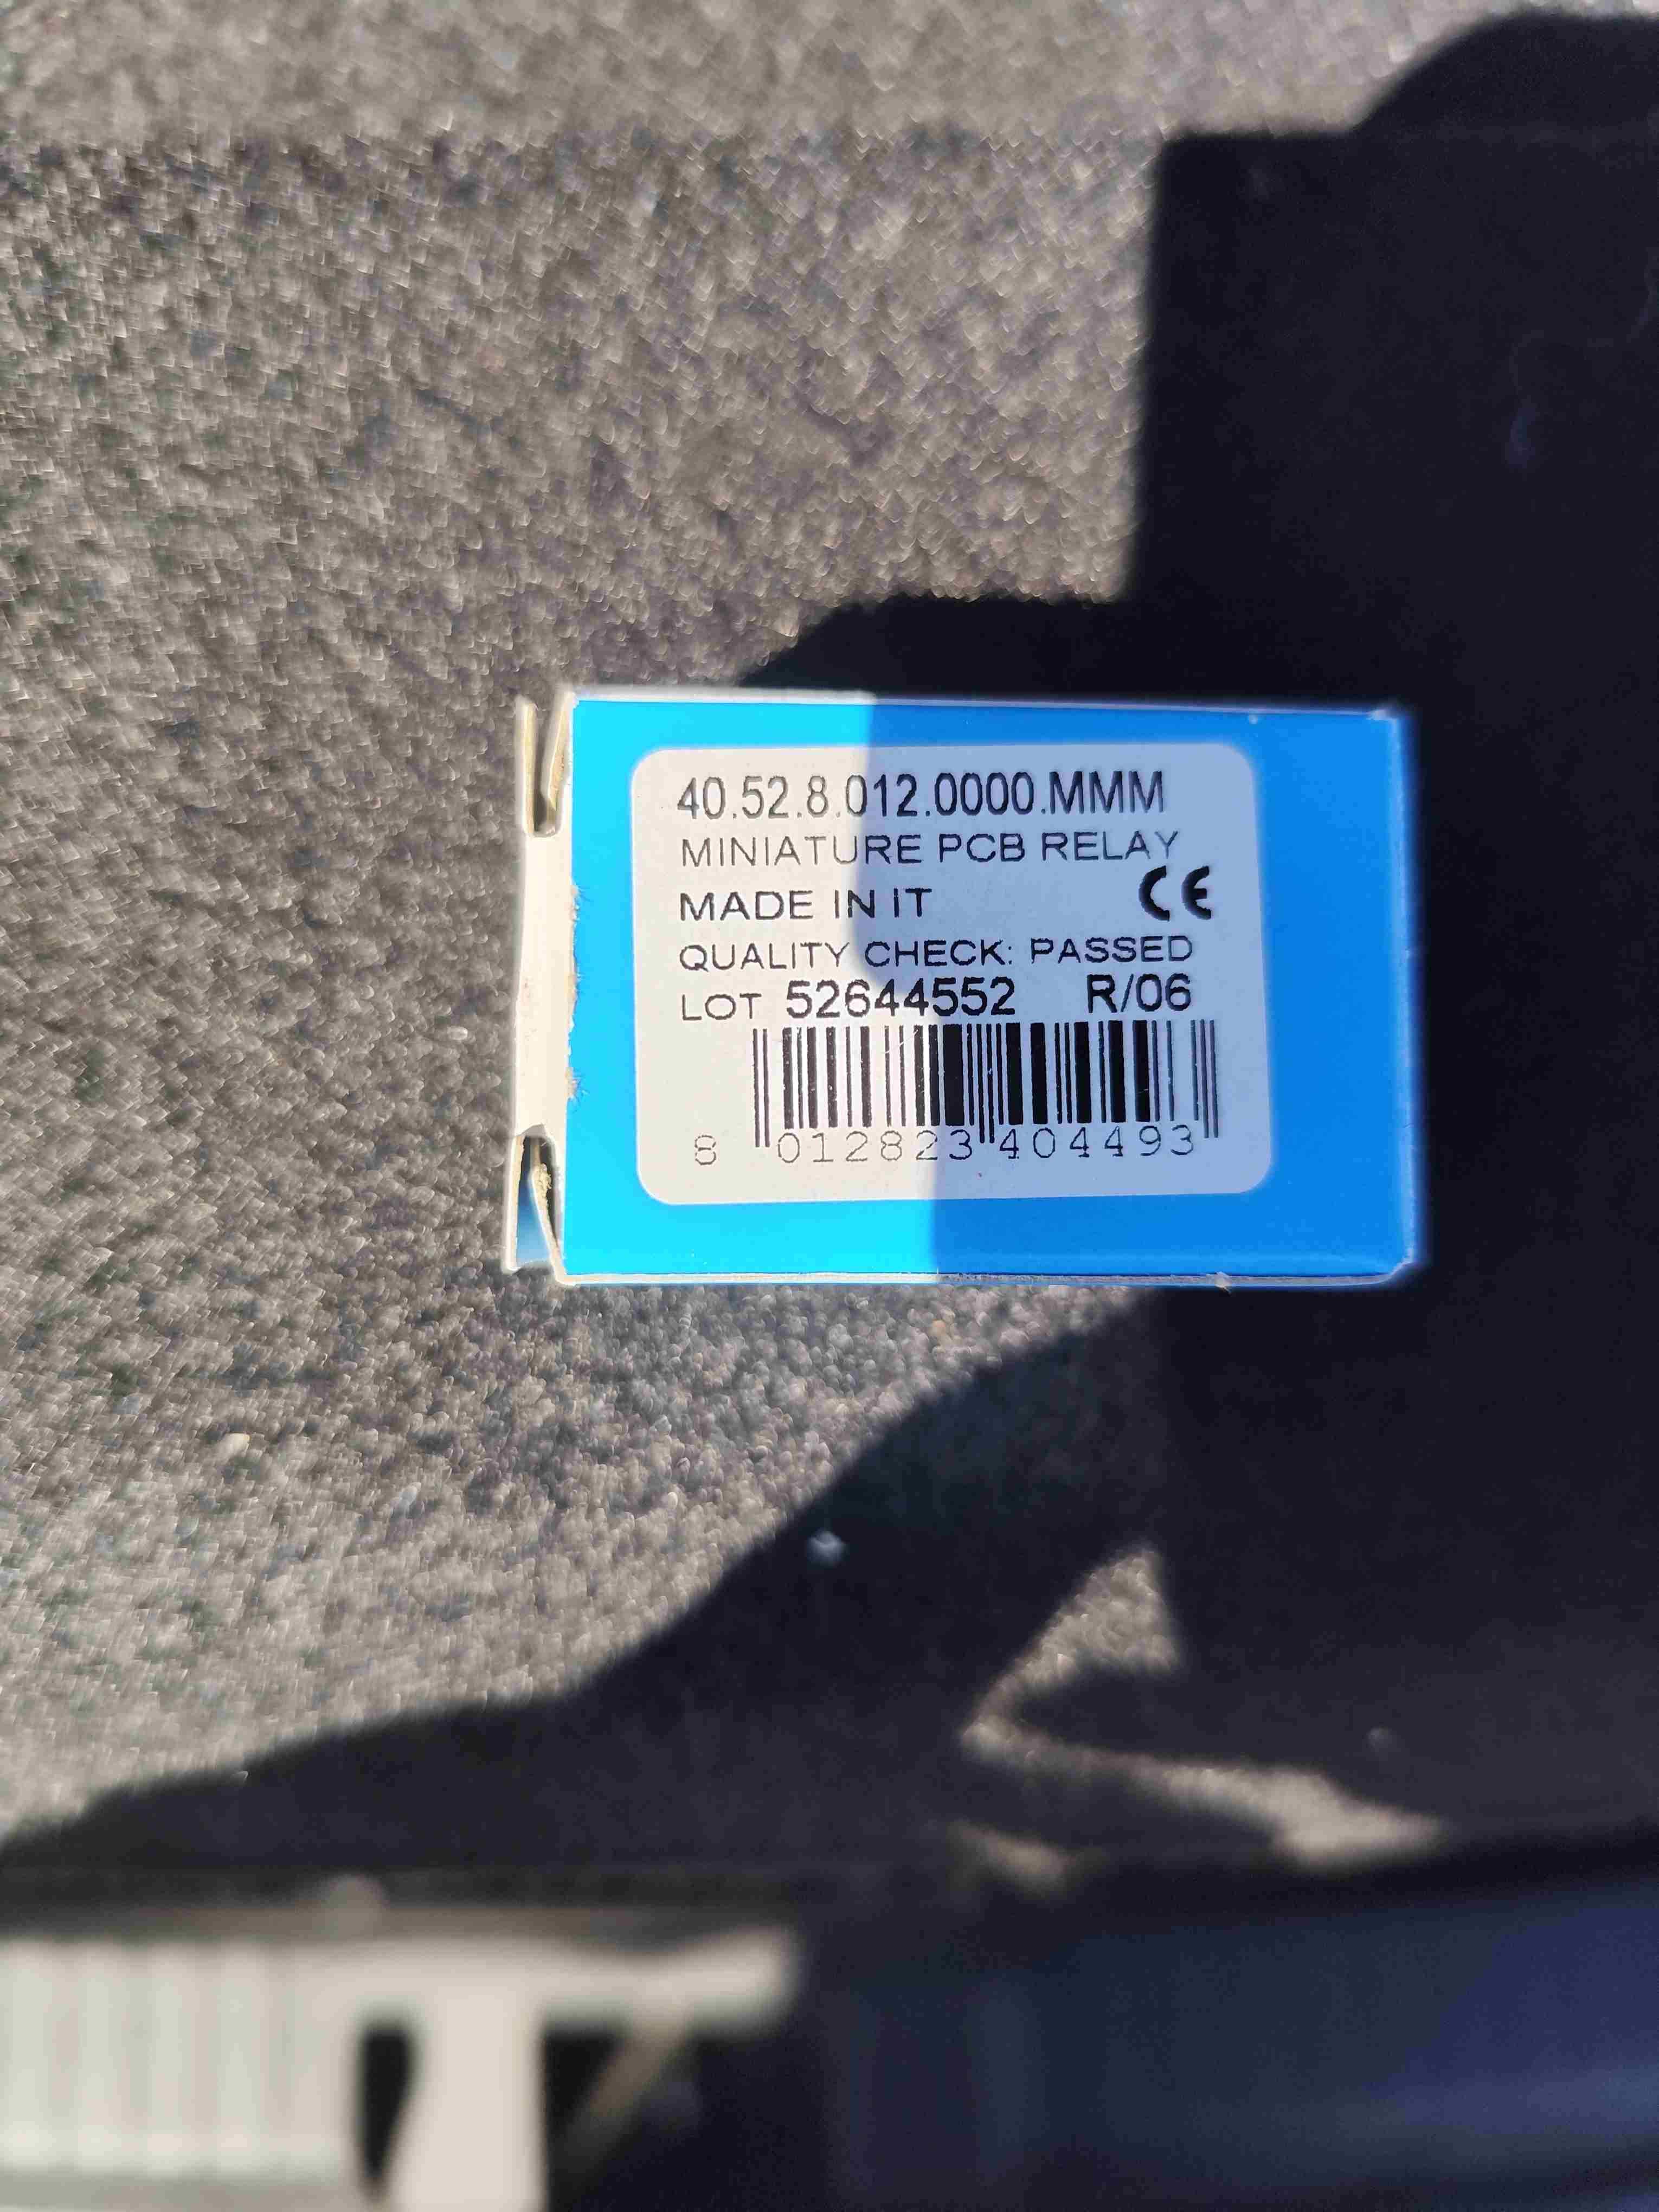 40.52.8.012.0000.MMM
MINIATURE PCB RELAY
MADE IN IT CE
QUALITY CHECK: PASSED
LOT 52644552 R/06
8 012823 404493